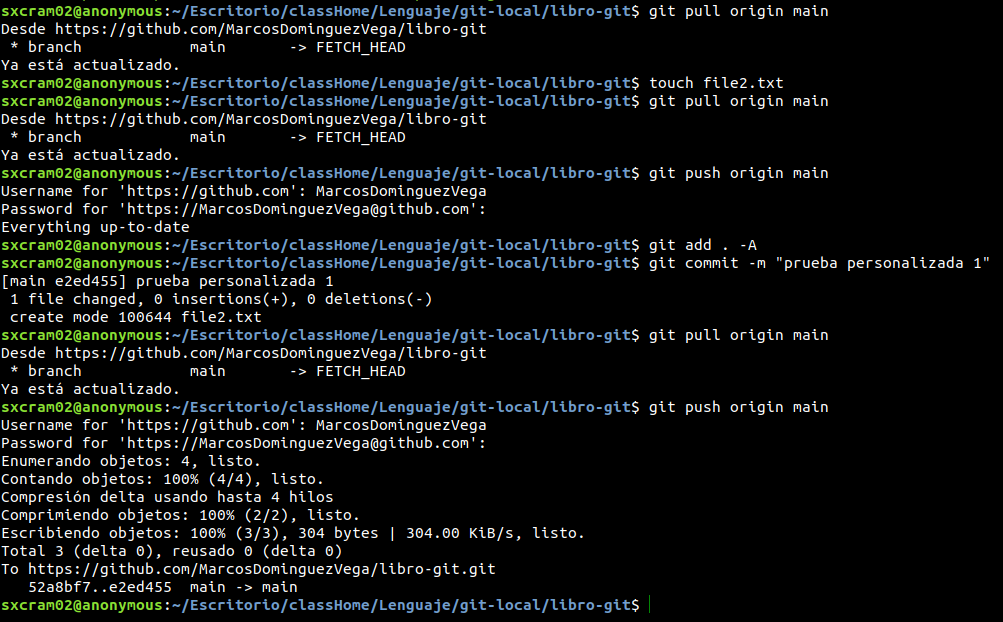 sxcram02@anonymous:~/Escritorio/classHome/Lenguaje/git-local/libro-git$ git pull origin main
Desde https://github.com/MarcosDominguezVega/libro-git
 * branch            main       -> FETCH_HEAD
Ya está actualizado.
sxcram02@anonymous:~/Escritorio/classHome/Lenguaje/git-local/libro-git$ touch file2.txt
sxcram02@anonymous:~/Escritorio/classHome/Lenguaje/git-local/libro-git$ git pull origin main
Desde https://github.com/MarcosDominguezVega/libro-git
 * branch            main       -> FETCH_HEAD
Ya está actualizado.
sxcram02@anonymous:~/Escritorio/classHome/Lenguaje/git-local/libro-git$ git push origin main
Username for 'https://github.com': MarcosDominguezVega
Password for 'https://MarcosDominguezVega@github.com':
Everything up-to-date
sxcram02@anonymous:~/Escritorio/classHome/Lenguaje/git-local/libro-git$ git add . -A
sxcram02@anonymous:~/Escritorio/classHome/Lenguaje/git-local/libro-git$ git commit -m "prueba personalizada 1"
[main e2ed455] prueba personalizada 1
 1 file changed, 0 insertions(+), 0 deletions(-)
 create mode 100644 file2.txt
sxcram02@anonymous:~/Escritorio/classHome/Lenguaje/git-local/libro-git$ git pull origin main
Desde https://github.com/MarcosDominguezVega/libro-git
 * branch            main       -> FETCH_HEAD
Ya está actualizado.
sxcram02@anonymous:~/Escritorio/classHome/Lenguaje/git-local/libro-git$ git push origin main
Username for 'https://github.com': MarcosDominguezVega
Password for 'https://MarcosDominguezVega@github.com':
Enumerando objetos: 4, listo.
Contando objetos: 100% (4/4), listo.
Compresión delta usando hasta 4 hilos
Comprimiendo objetos: 100% (2/2), listo.
Escribiendo objetos: 100% (3/3), 304 bytes | 304.00 KiB/s, listo.
Total 3 (delta 0), reusado 0 (delta 0)
To https://github.com/MarcosDominguezVega/libro-git.git
   52a8bf7..e2ed455  main -> main
sxcram02@anonymous:~/Escritorio/classHome/Lenguaje/git-local/libro-git$